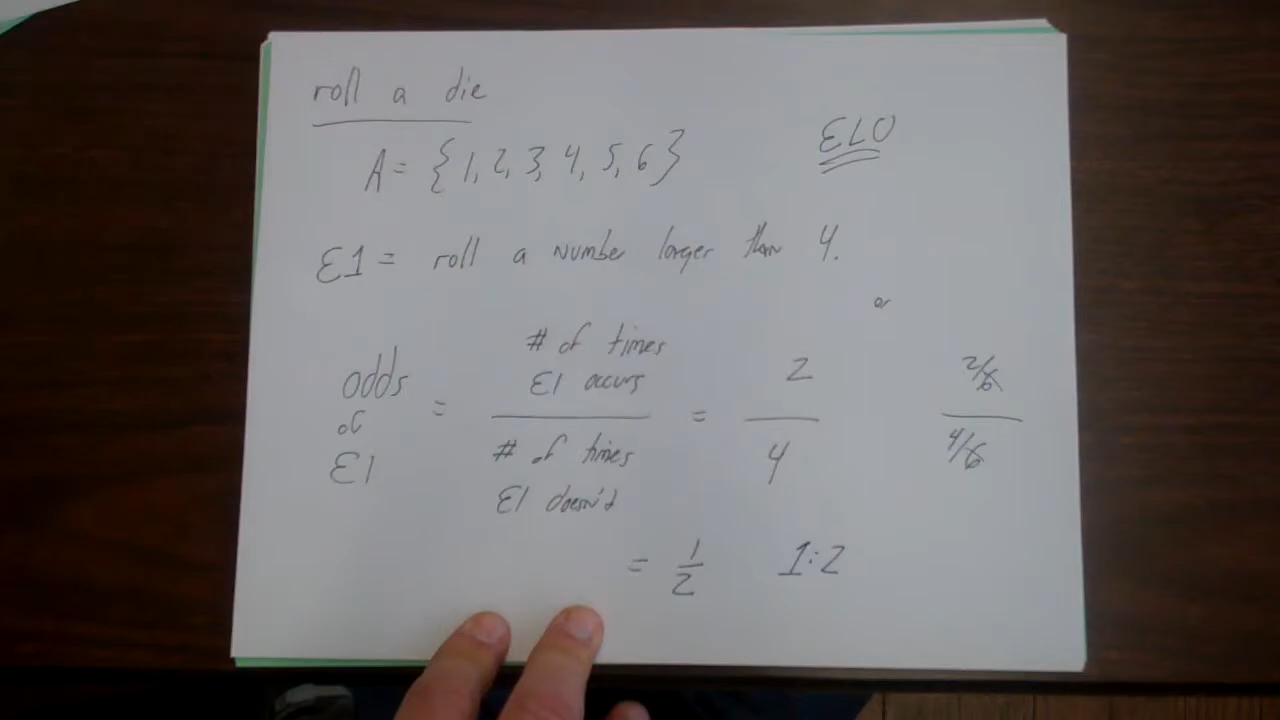 roll a die
ELO
A = {1, 2, 3, 4, 5, 6}
E1 = roll a number larger than 4.
or
odds of E1 = # of times E1 occurs / # of times E1 doesn't = 2 / 4
2/6 / 4/6
= 1/2 1:2